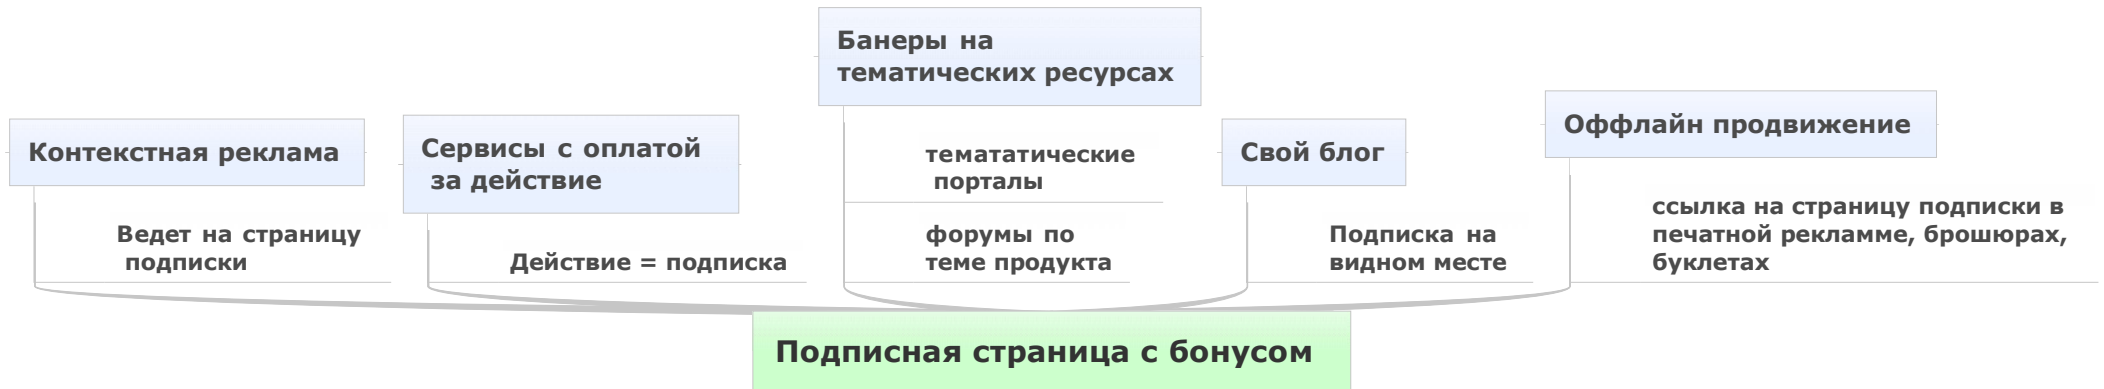 Контекстная реклама
Ведет на страницу
подписки
Сервисы с оплатой
за действие
Действие = подписка
Банеры на
тематических ресурсах
темататические
порталы
форумы по
теме продукта
Свой блог
Подписка на
видном месте
Оффлайн продвижение
ссылка на страницу подписки в
печатной рекламме, брошюрах,
буклетах
Подписная страница с бонусом